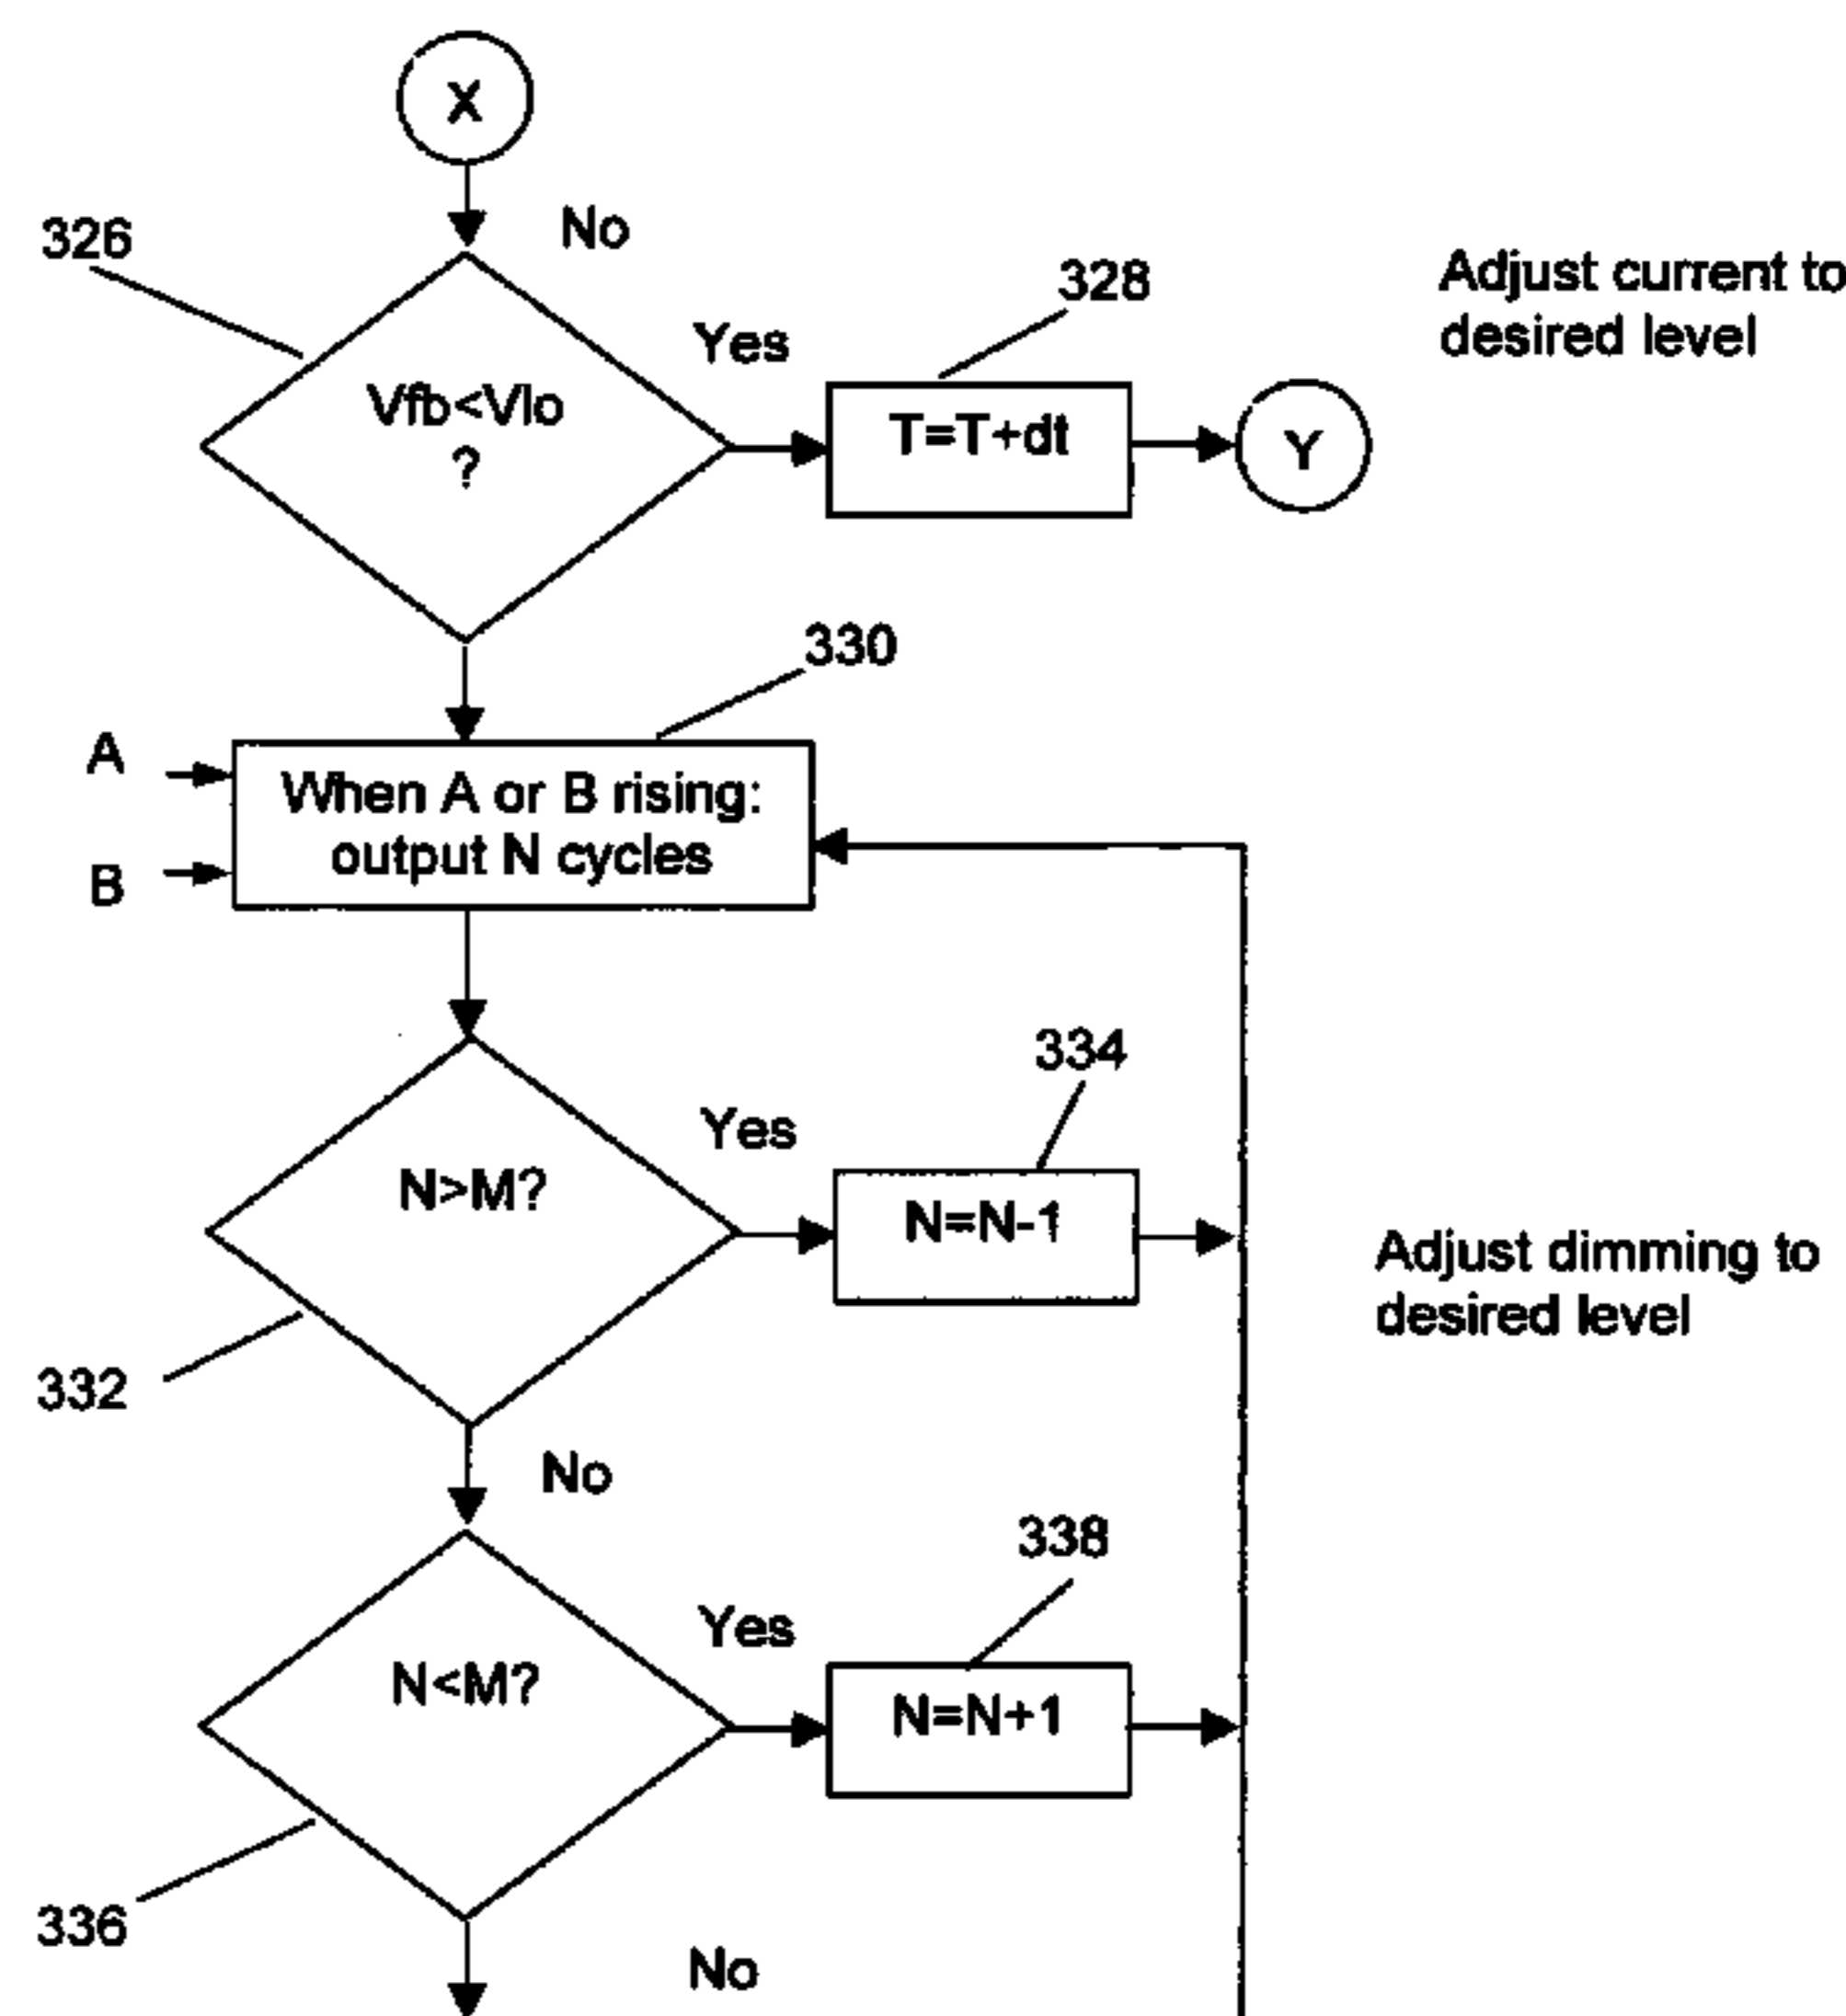 X
326
No
328
Adjust current to
desired level
Yes
Vfb<Vlo
?
T=T+dt
Y
330
A
When A or B rising:
output N cycles
B
334
Yes
N>M?
N=N-1
Adjust dimming to
desired level
332
No
338
Yes
N<M?
N=N+1
336
No